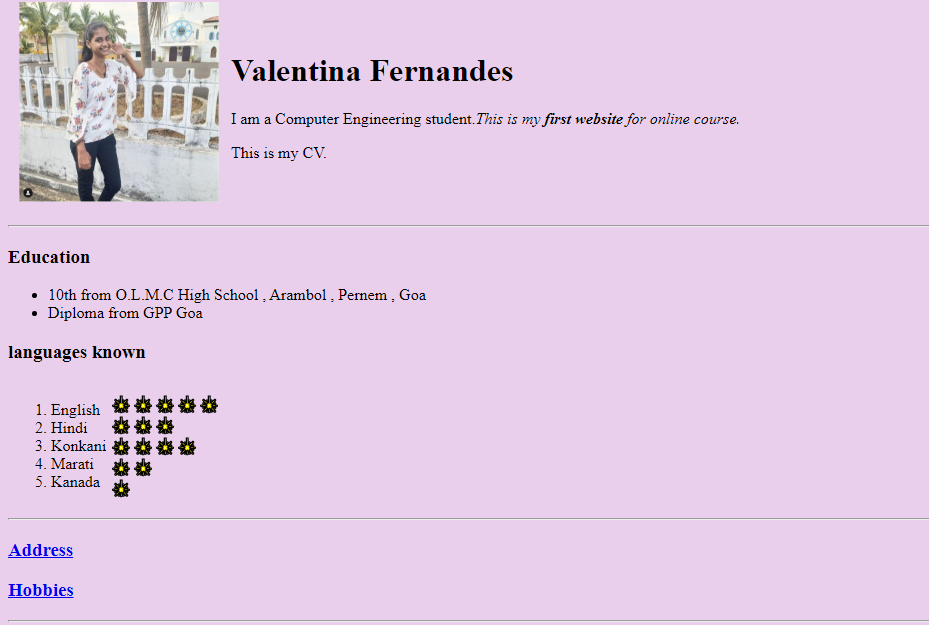 Valentina Fernandes
I am a Computer Engineering student.This is my first website for online course.
This is my CV.
Education
10th from O.L.M.C High School , Arambol , Pernem , Goa
Diploma from GPP Goa
languages known
1. English
2. Hindi
3. Konkani
4. Marati
5. Kanada
Address
Hobbies